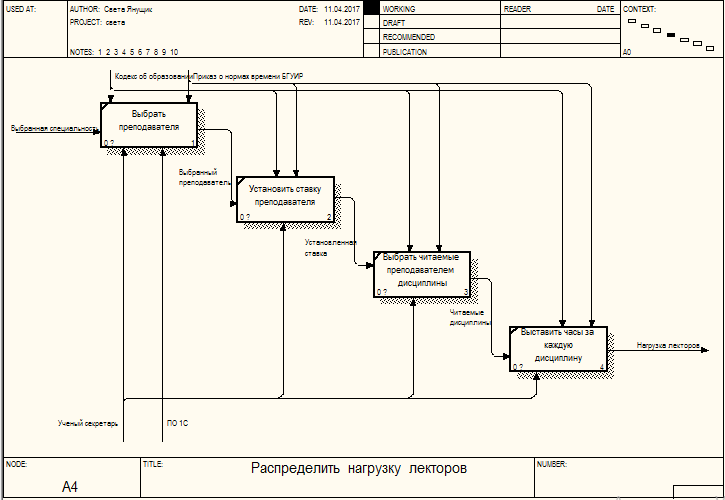 USED AT:
AUTHOR: Света Янущик
DATE: 11.04.2017
WORKING
READER
DATE
CONTEXT:
PROJECT: света
REV: 11.04.2017
DRAFT
RECOMMENDED
NOTES: 1 2 3 4 5 6 7 8 9 10
PUBLICATION
A0
Кодекс об образовании
Приказ о нормах времени БГУИР
Выбранная специальность
Выбрать
преподавателя
0 ?
1
Выбранный
преподаватель
Установить ставку
преподавателя
0 ?
2
Установленная
ставка
Выбрать читаемые
преподавателем
дисциплины
0 ?
3
Читаемые
дисциплины
Выставить часы за
каждую
дисциплину
0 ?
4
Нагрузка лекторов
Ученый секретарь
ПО 1С
NODE:
TITLE:
Распределить нагрузку лекторов
NUMBER:
A4